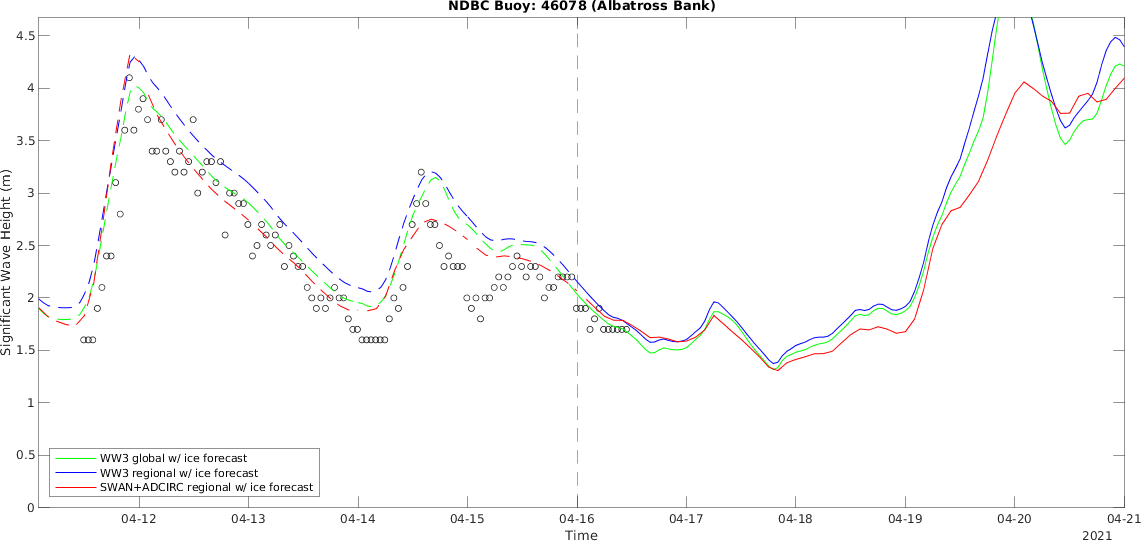 NDBC Buoy: 46078 (Albatross Bank)
Significant Wave Height (m)
4.5
4
3.5
3
2.5
2
1.5
1
0.5
0
WW3 global w/ ice forecast
WW3 regional w/ ice forecast
SWAN+ADCIRC regional w/ ice forecast
04-12 04-13 04-14 04-15 04-16 04-17 04-18 04-19 04-20 04-21
Time
2021